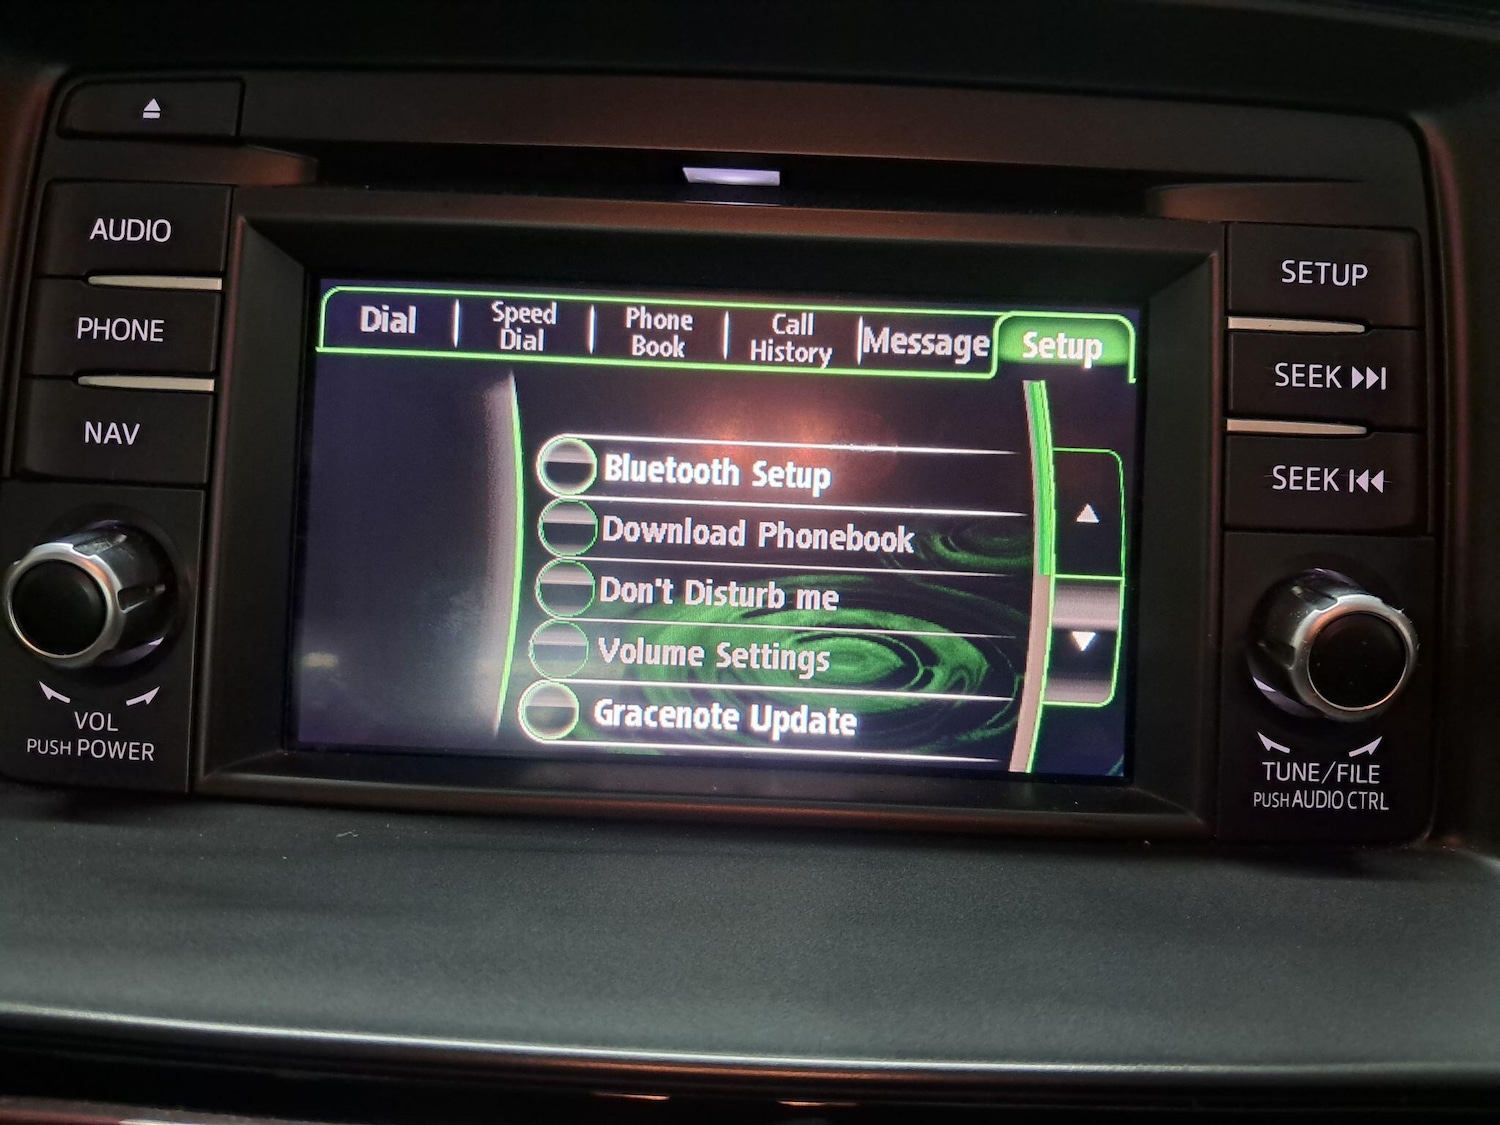 AUDIO
PHONE
NAV
VOL
PUSH POWER
Dial
Speed
Dial
Phone
Book
Call
History
Message
Setup
Bluetooth Setup
Download Phonebook
Don't Disturb me
Volume Settings
Gracenote Update
SETUP
SEEK
SEEK
TUNE/FILE
PUSH AUDIO CTRL